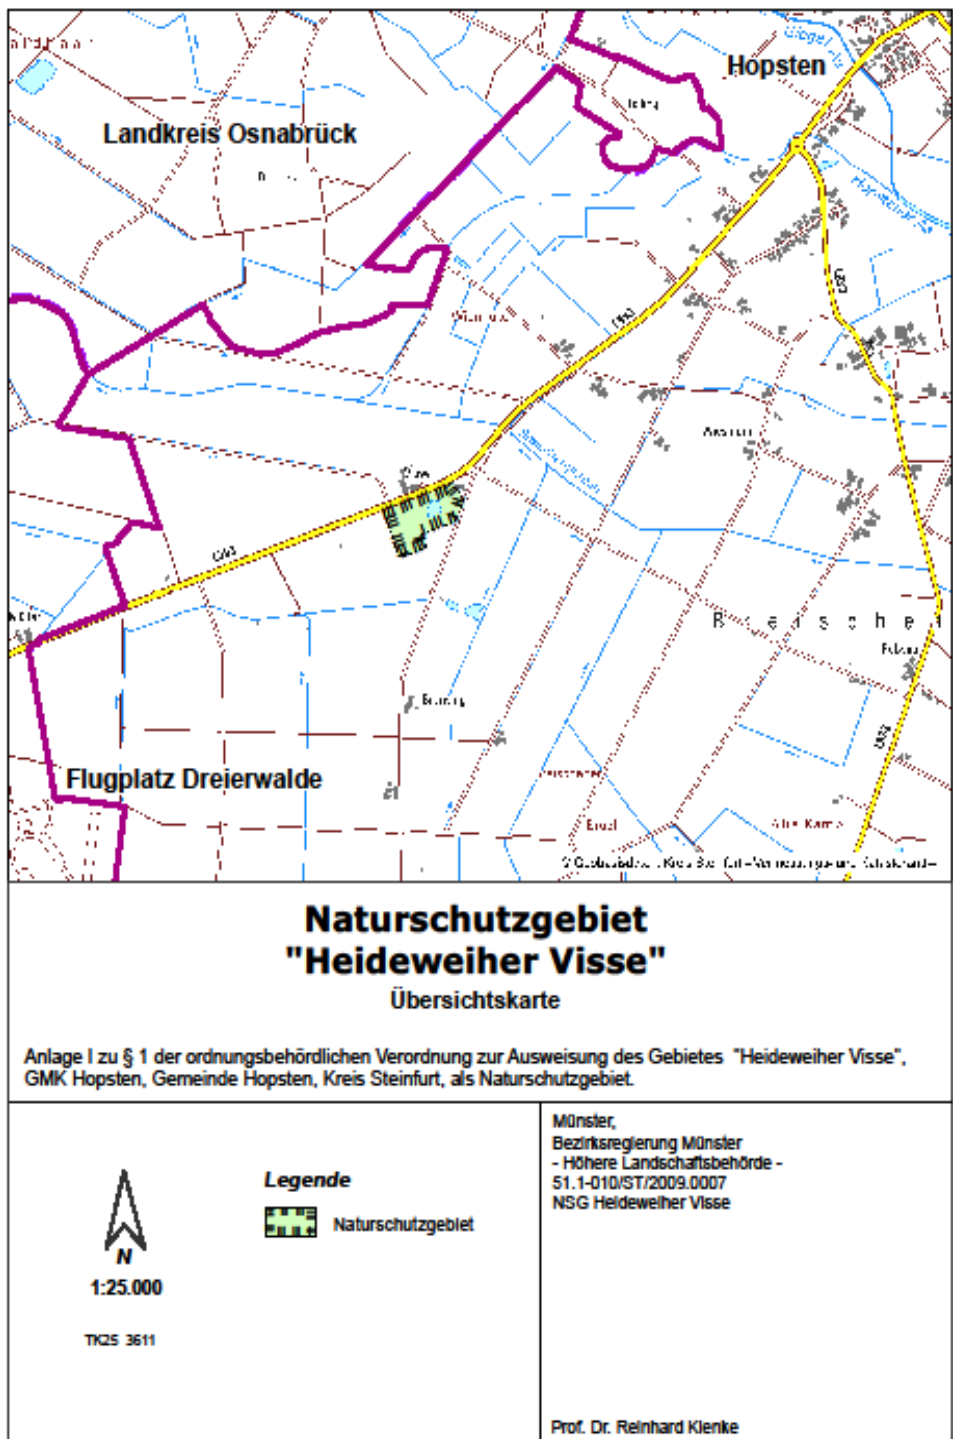 Hopsten
Landkreis Osnabrück
Flugplatz Dreierwalde
Naturschutzgebiet
"Heideweiher Visse"
Übersichtskarte
Anlage I zu § 1 der ordnungsbehördlichen Verordnung zur Ausweisung des Gebietes "Heideweiher Visse",
GMK Hopsten, Gemeinde Hopsten, Kreis Steinfurt, als Naturschutzgebiet.
Legende
Naturschutzgebiet
N
1:25.000
TK25 3611
Münster,
Bezirksregierung Münster
- Höhere Landschaftsbehörde -
51.1-010/ST/2009.0007
NSG Heideweiher Visse
Prof. Dr. Reinhard Klenke